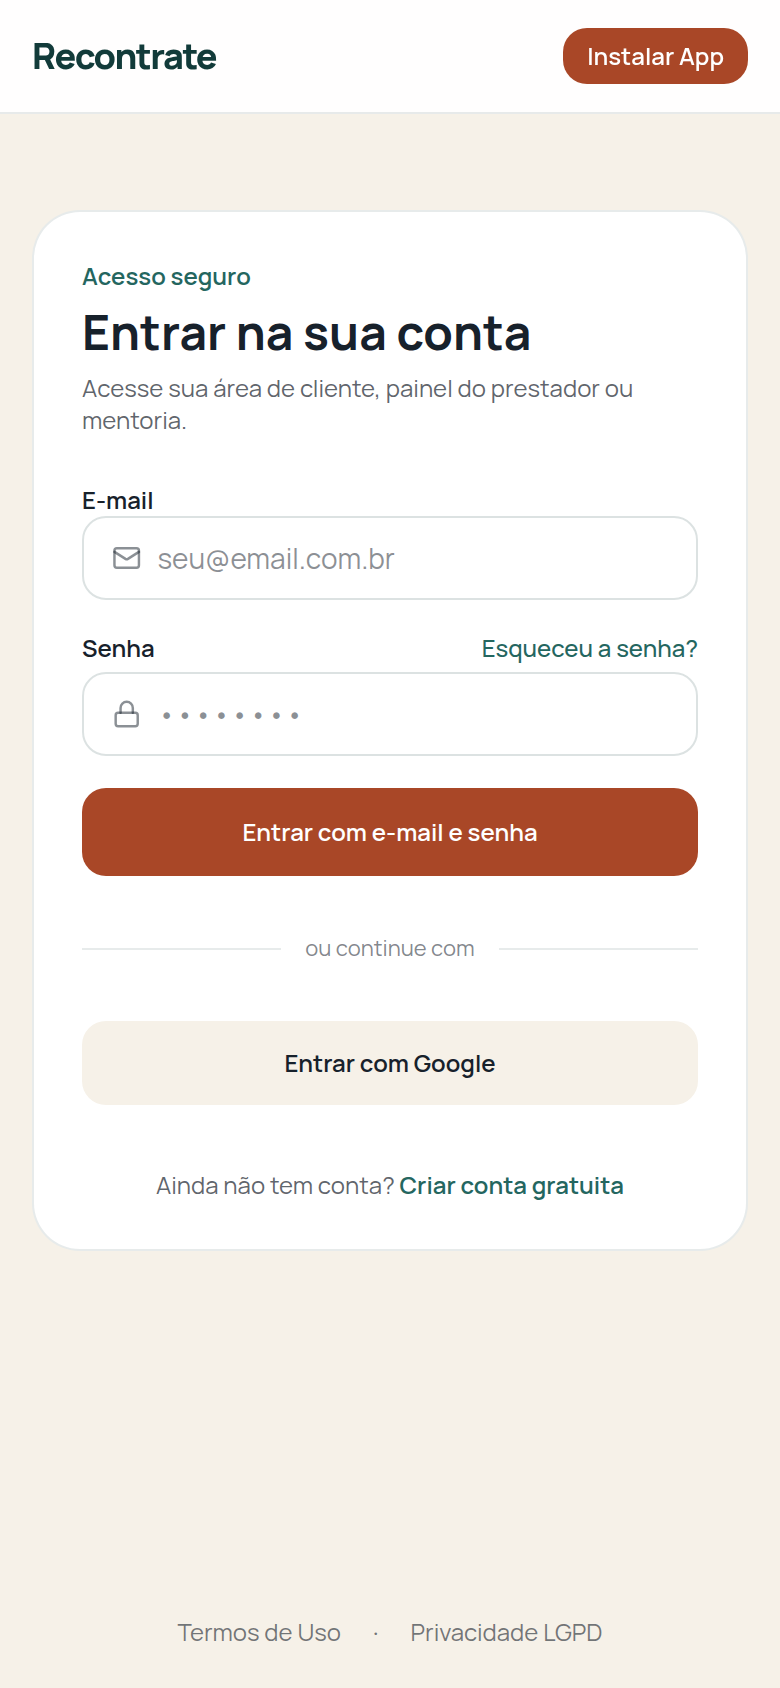 Recontrate
Instalar App
Acesso seguro
Entrar na sua conta
Acesse sua área de cliente, painel do prestador ou
mentoria.
E-mail
seu@email.com.br
Senha
Esqueceu a senha?
••••••••
Entrar com e-mail e senha
ou continue com
Entrar com Google
Ainda não tem conta? Criar conta gratuita
Termos de Uso · Privacidade LGPD